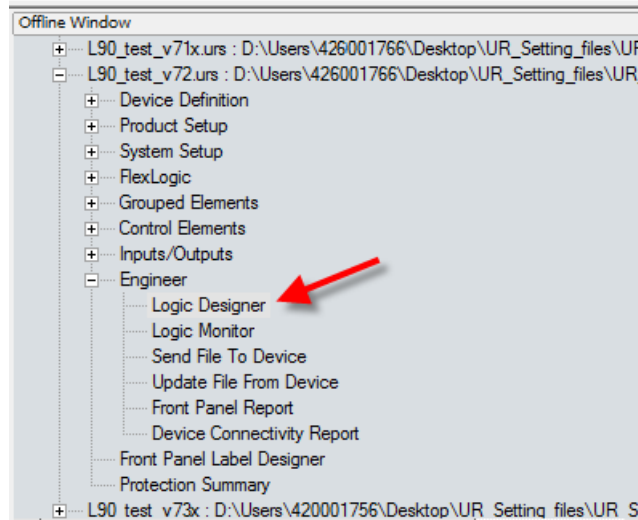 Offline Window
L90_test_v71x.urs : D:\Users\426001766\Desktop\UR_Setting_files\UR
L90_test_v72.urs : D:\Users\426001766\Desktop\UR_Setting_files\UR_
Device Definition
Product Setup
System Setup
FlexLogic
Grouped Elements
Control Elements
Inputs/Outputs
Engineer
Logic Designer
Logic Monitor
Send File To Device
Update File From Device
Front Panel Report
Device Connectivity Report
Front Panel Label Designer
Protection Summary
L90_test_v73x : D:\Users\420001756\Desktop\UR_Setting_files\UR_S